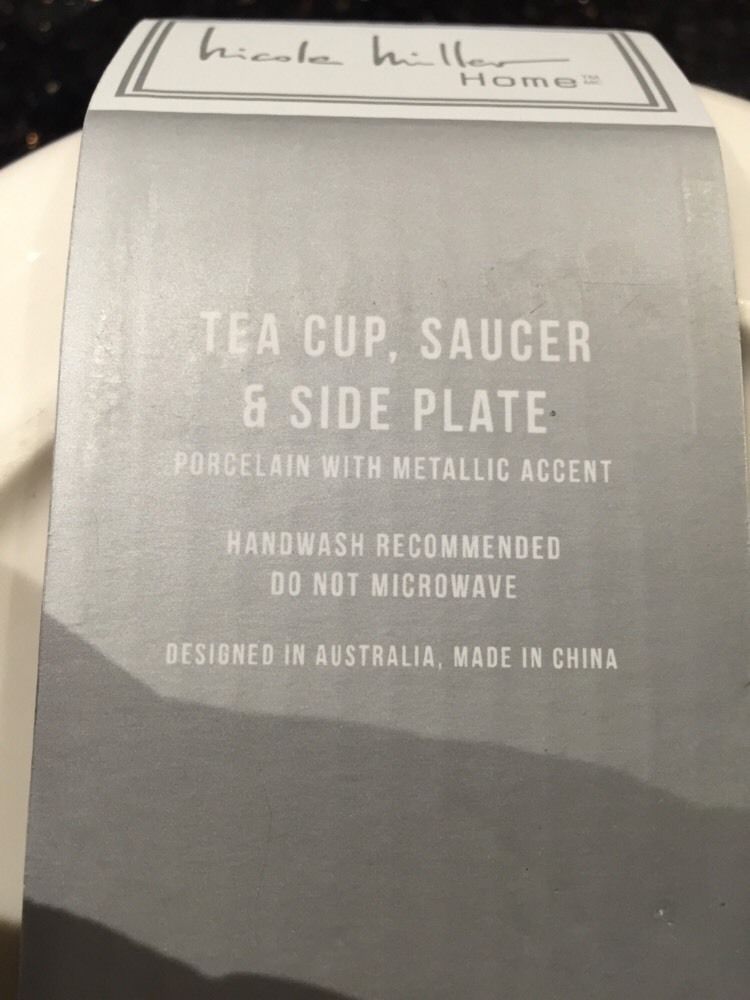 nicole miller
Home™
TEA CUP, SAUCER
& SIDE PLATE
PORCELAIN WITH METALLIC ACCENT
HANDWASH RECOMMENDED
DO NOT MICROWAVE
DESIGNED IN AUSTRALIA, MADE IN CHINA